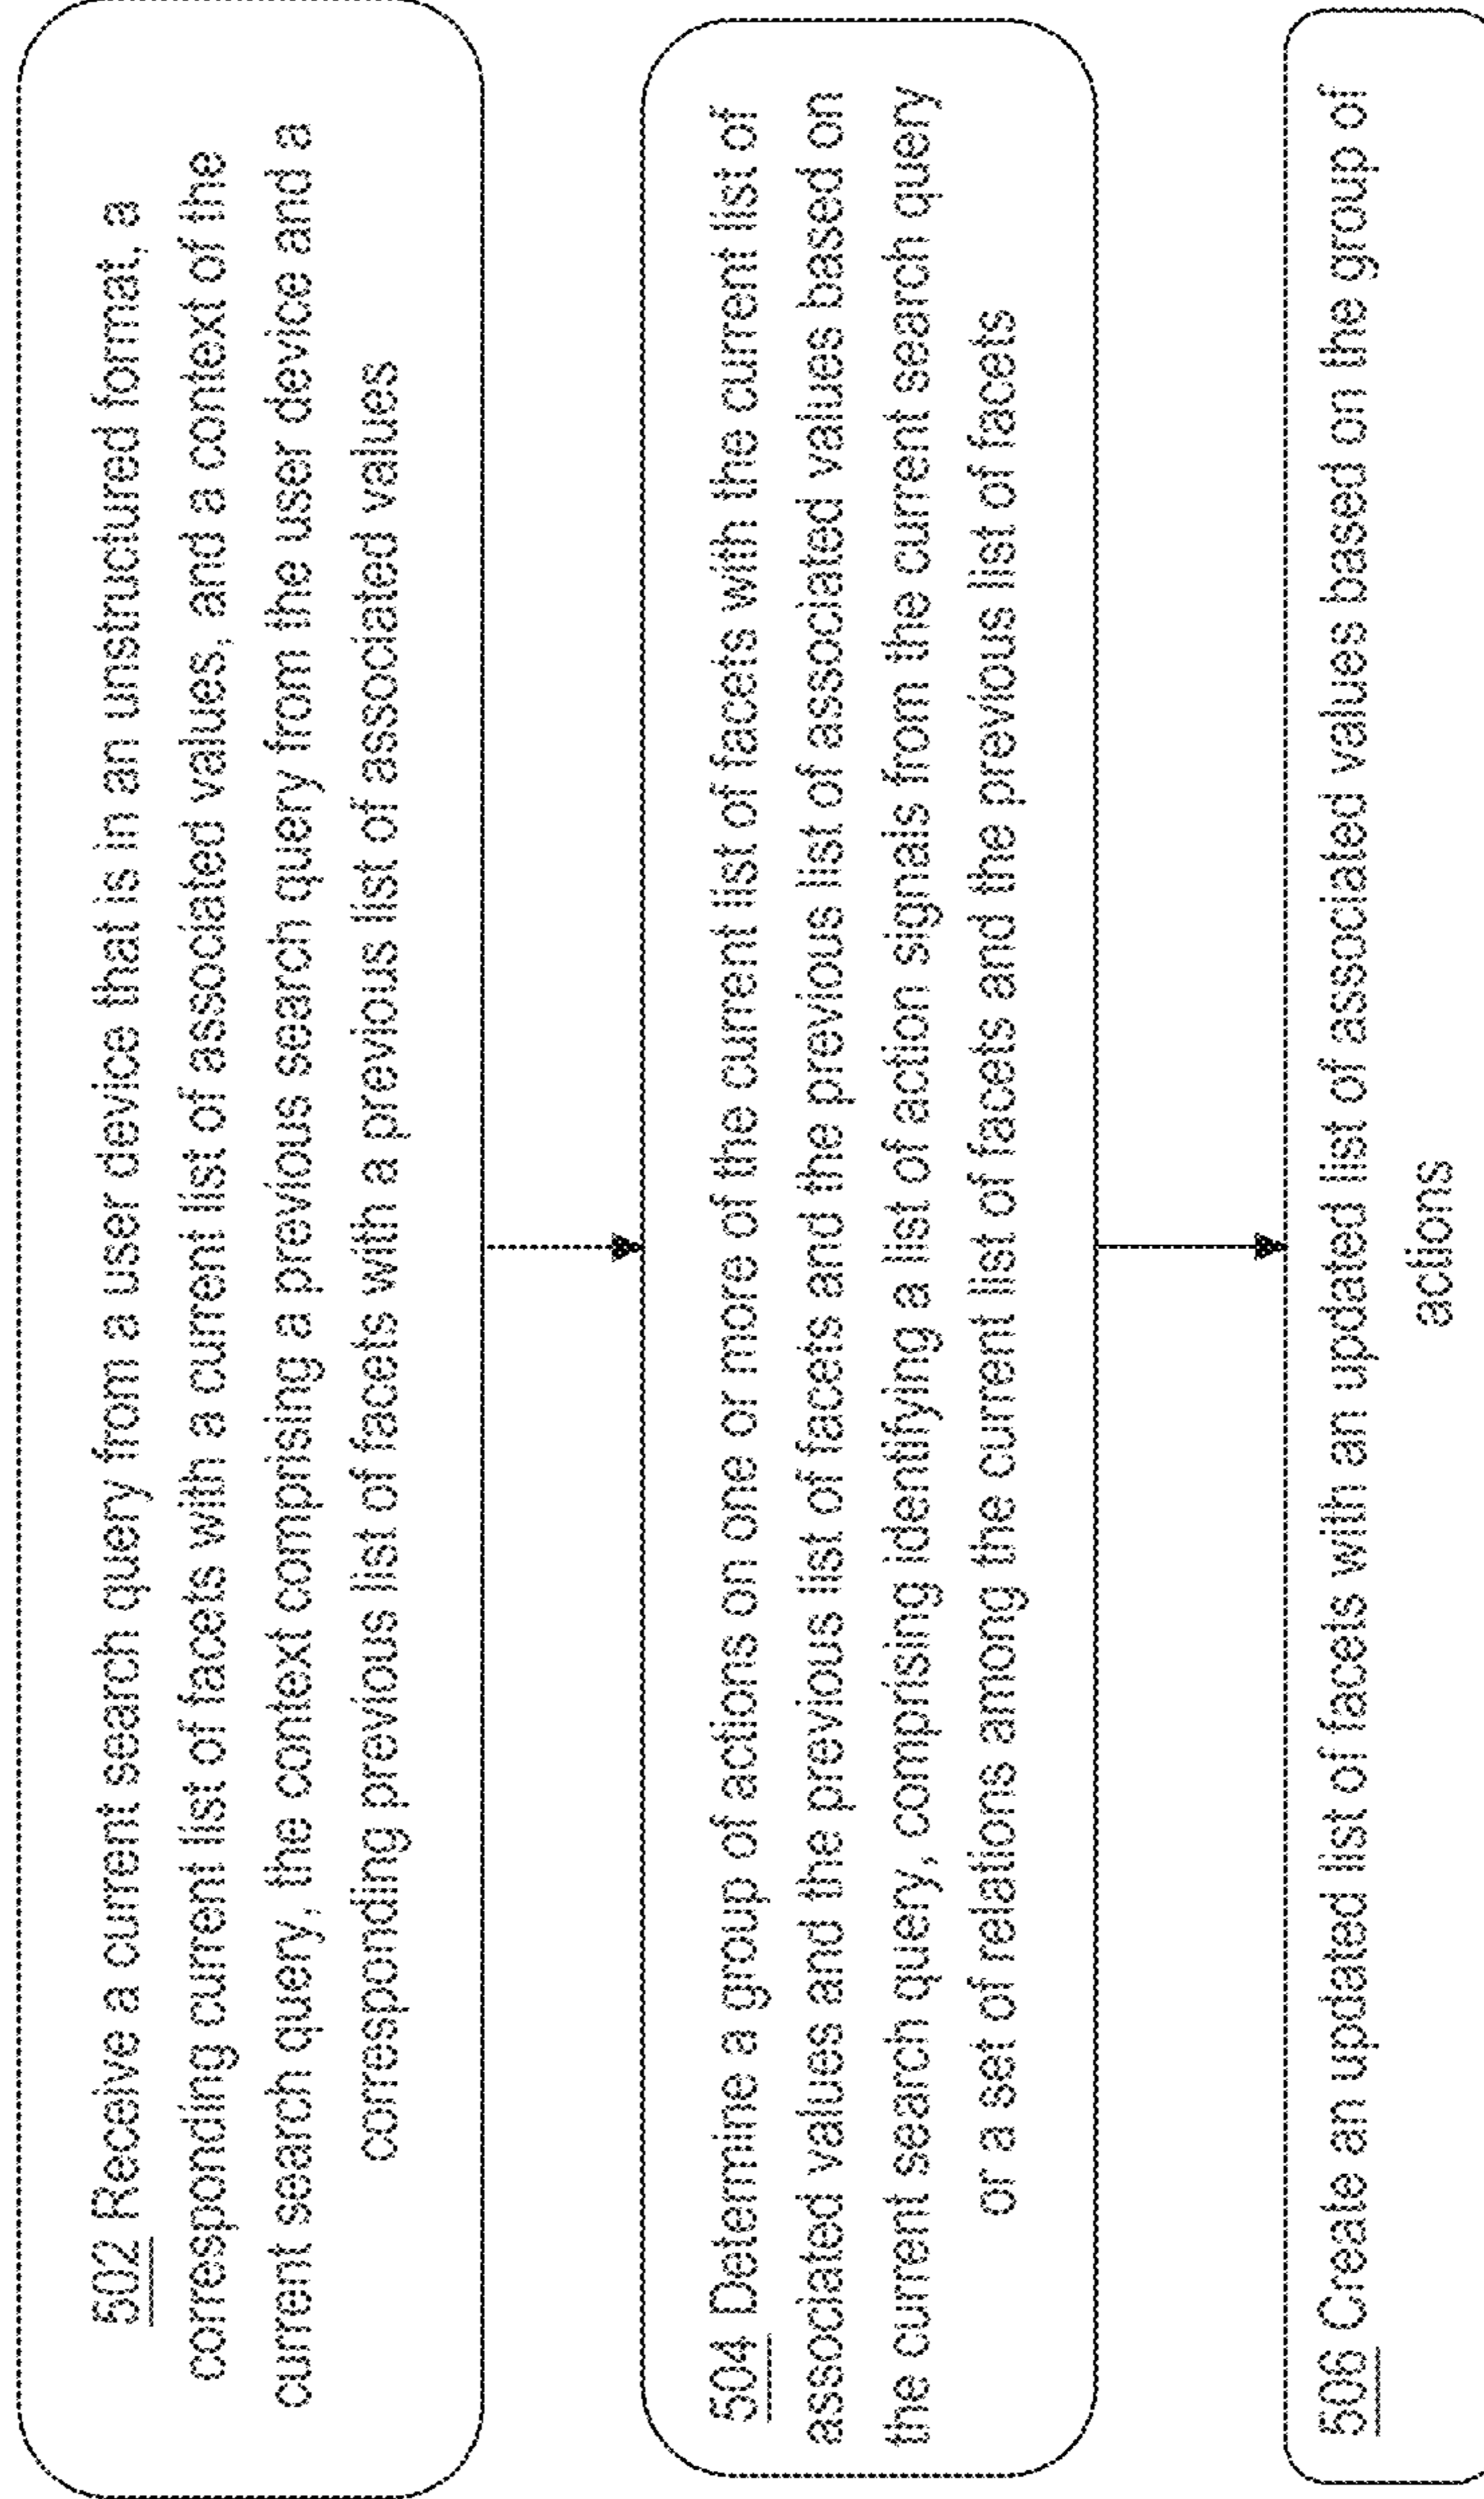 502 Receive a current search query from a user device that is in an unstructured format, a
corresponding current list of facets with a current list of associated values, and a context of the
current search query, the context comprising a previous search query from the user device and a
corresponding previous list of facets with a previous list of associated values
504 Determine a group of actions on one or more of the current list of facets with the current list of
associated values and the previous list of facets and the previous list of associated values based on
the current search query, comprising identifying a list of action signals from the current search query
or a set of relations among the current list of facets and the previous list of facets
506 Create an updated list of facets with an updated list of associated values based on the group of
actions